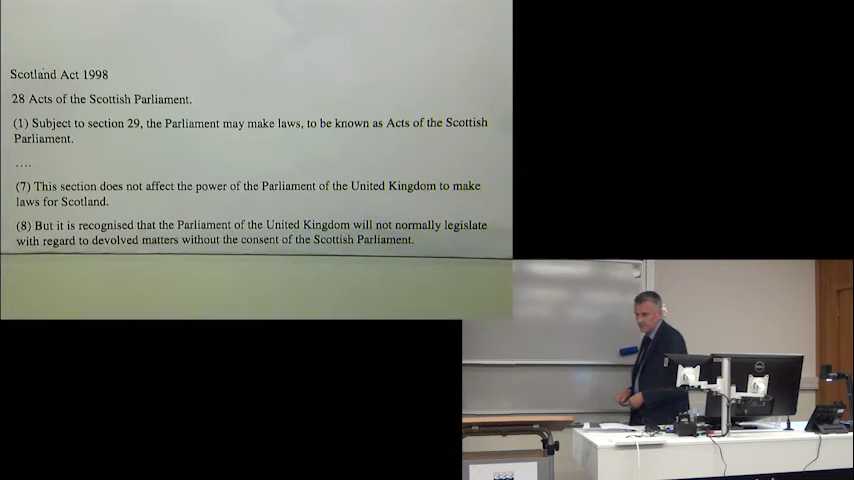 Scotland Act 1998
28 Acts of the Scottish Parliament.
(1) Subject to section 29, the Parliament may make laws, to be known as Acts of the Scottish
Parliament.
....
(7) This section does not affect the power of the Parliament of the United Kingdom to make
laws for Scotland.
(8) But it is recognised that the Parliament of the United Kingdom will not normally legislate
with regard to devolved matters without the consent of the Scottish Parliament.
DELL